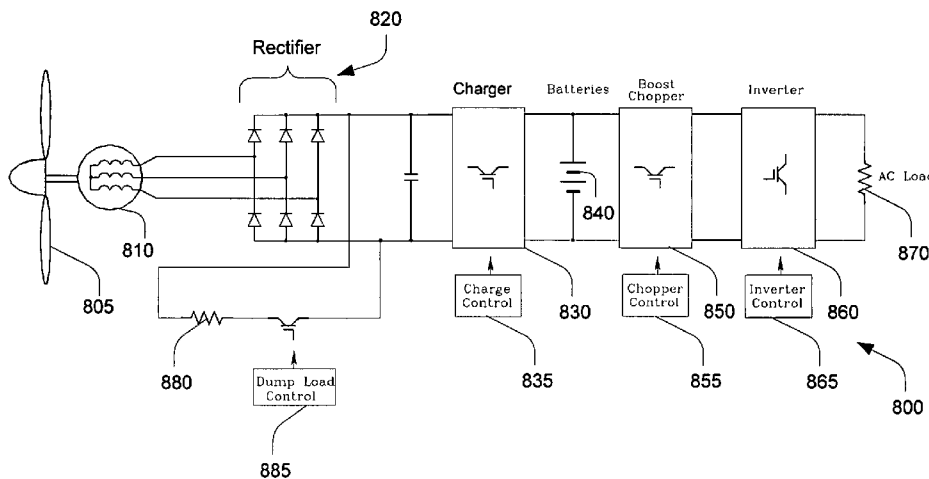 820
Rectifier
Charger
Batteries
Boost
Chopper
Inverter
810
805
840
AC Load
870
Charge
Control
830
Chopper
Control
850
Inverter
Control
860
880
Dump Load
Control
835
855
865
800
885